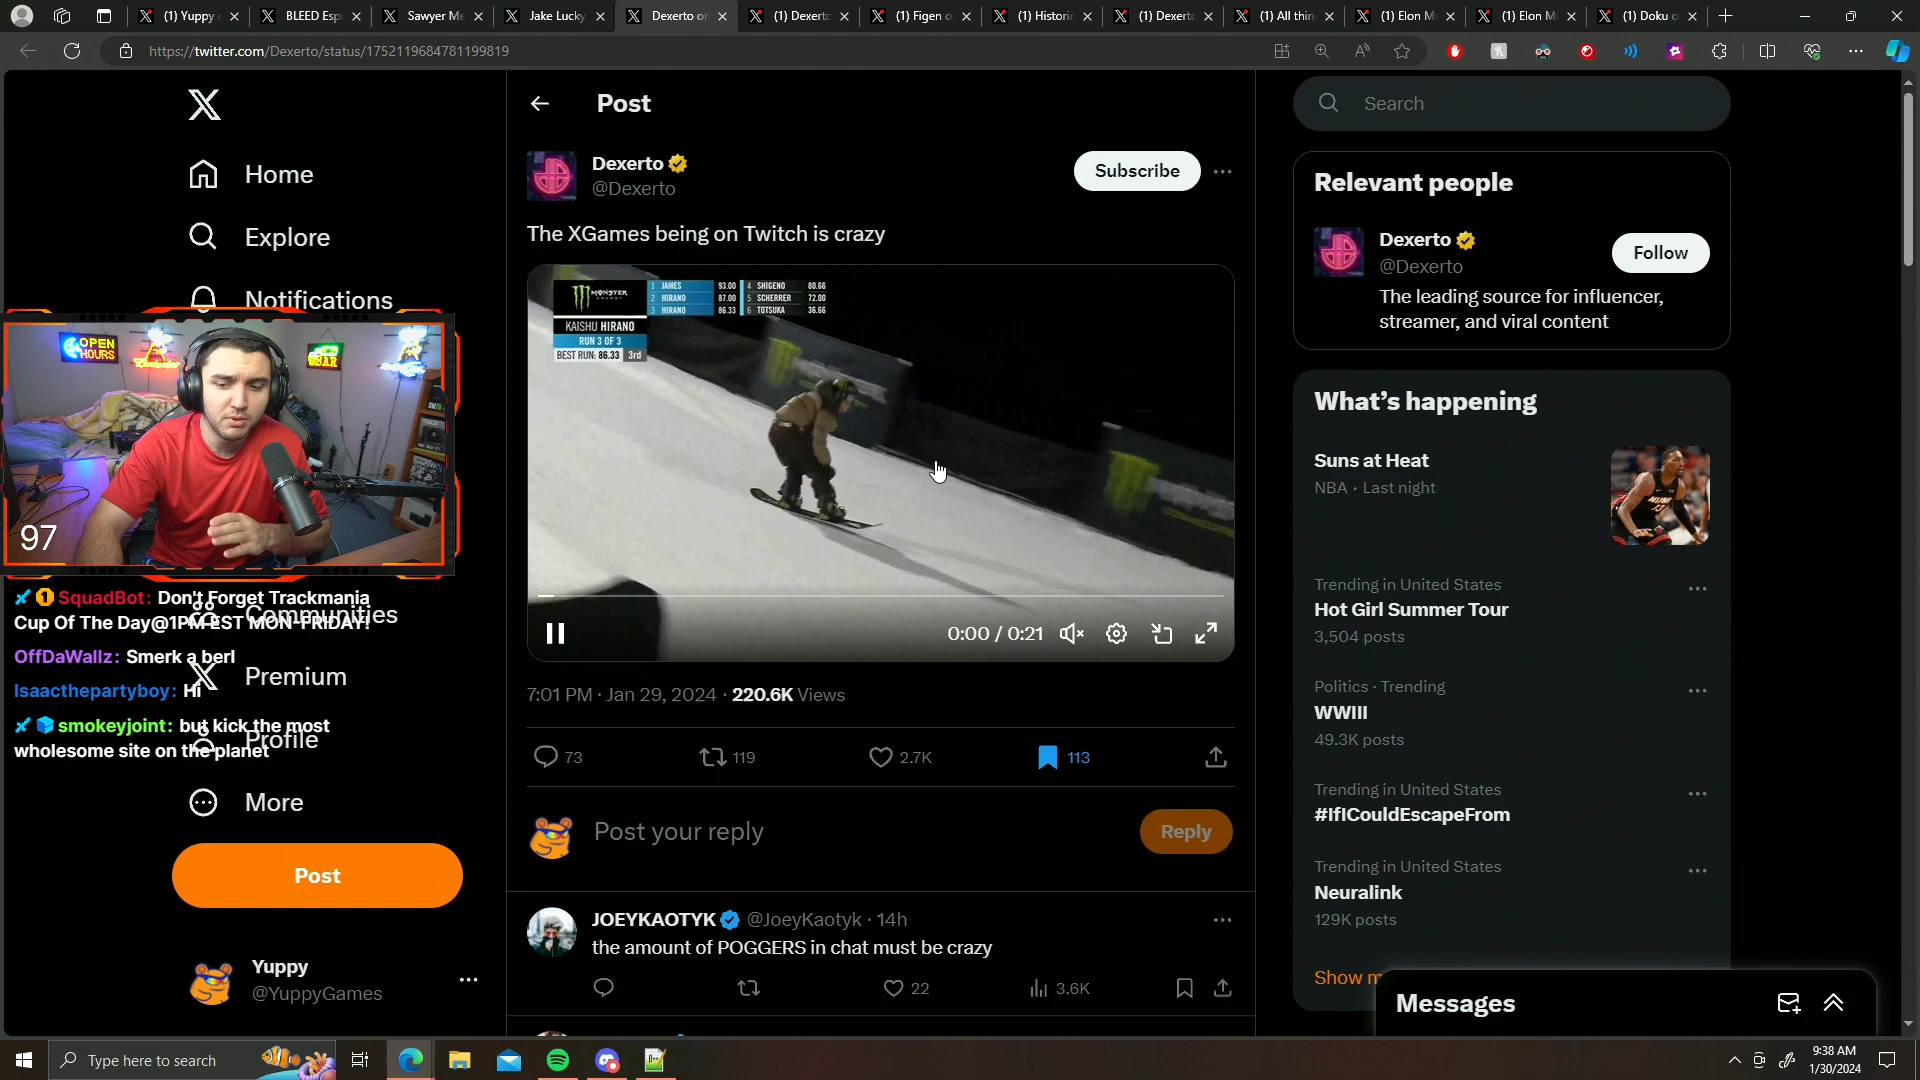 (1) Yuppy
BLEED Esp
Sawyer Me
Jake Lucky
Dexerto or
(1) Dexerto
(1) Figen o
(1) Historic
(1) Dexerto
(1) All thin
(1) Elon M
(1) Elon M
(1) Doku o
https://twitter.com/Dexerto/status/1752119684781199819
Home
Explore
Notifications
Communities
Premium
Profile
More
Post
Yuppy
@YuppyGames
OPEN
HOURS
BAR
97
SquadBot: Don't Forget Trackmania
Cup Of The Day@1PM EST MON-FRIDAY!
OffDaWallz: Smerk a berl
Isaacthepartyboy: Hi
smokeyjoint: but kick the most
wholesome site on the planet
Post
Dexerto
@Dexerto
Subscribe
The XGames being on Twitch is crazy
MONSTER
ENERGY
1 JAMES 93.00 4 SHIGENO 80.66
2 HIRANO 87.00 5 SCHERRER 72.00
3 HIRANO 86.33 6 TOTSUKA 36.66
KAISHU HIRANO
RUN 3 OF 3
BEST RUN: 86.33 3rd
0:00 / 0:21
7:01 PM · Jan 29, 2024 · 220.6K Views
73 119 2.7K 113
Post your reply
Reply
JOEYKAOTYK @JoeyKaotyk · 14h
the amount of POGGERS in chat must be crazy
22 3.6K
Search
Relevant people
Dexerto
@Dexerto
Follow
The leading source for influencer,
streamer, and viral content
What's happening
Suns at Heat
NBA · Last night
Trending in United States
Hot Girl Summer Tour
3,504 posts
Politics · Trending
WWIII
49.3K posts
Trending in United States
#IfICouldEscapeFrom
Trending in United States
Neuralink
129K posts
Show m
Messages
Type here to search
9:38 AM
1/30/2024